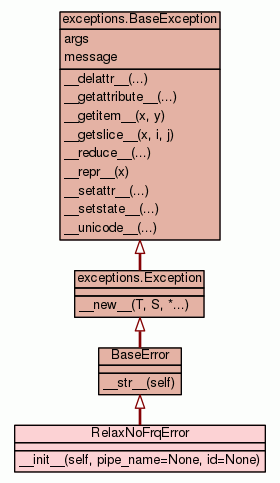 exceptions.BaseException
args
message
__delattr__(...)
__getattribute__(...)
__getitem__(x, y)
__getslice__(x, i, j)
__reduce__(...)
__repr__(x)
__setattr__(...)
__setstate__(...)
__unicode__(...)
exceptions.Exception
__new__(T, S, *...)
BaseError
__str__(self)
RelaxNoFrqError
__init__(self, pipe_name=None, id=None)